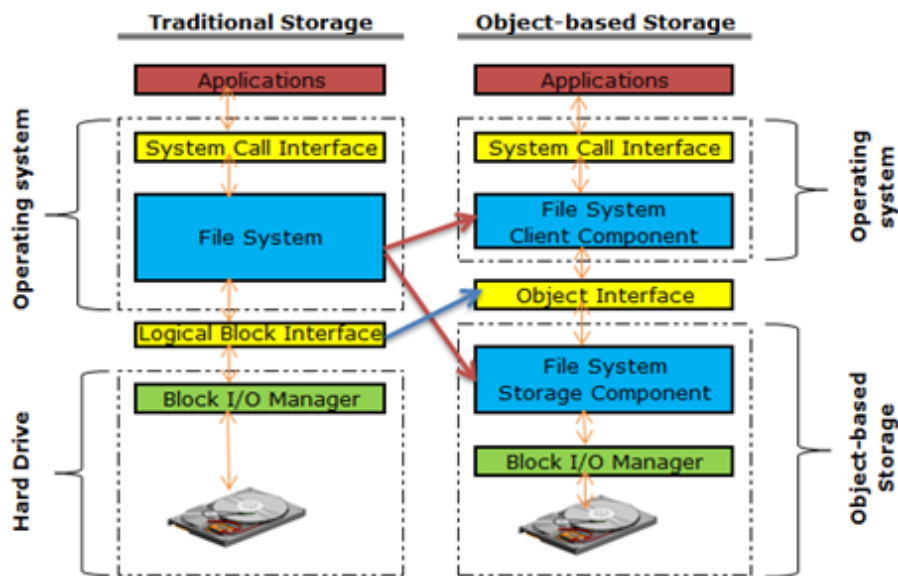 Traditional Storage
Applications
Operating system
System Call Interface
File System
Logical Block Interface
Hard Drive
Block I/O Manager
Object-based Storage
Applications
Operating
system
System Call Interface
File System
Client Component
Object Interface
Object-based
Storage
File System
Storage Component
Block I/O Manager